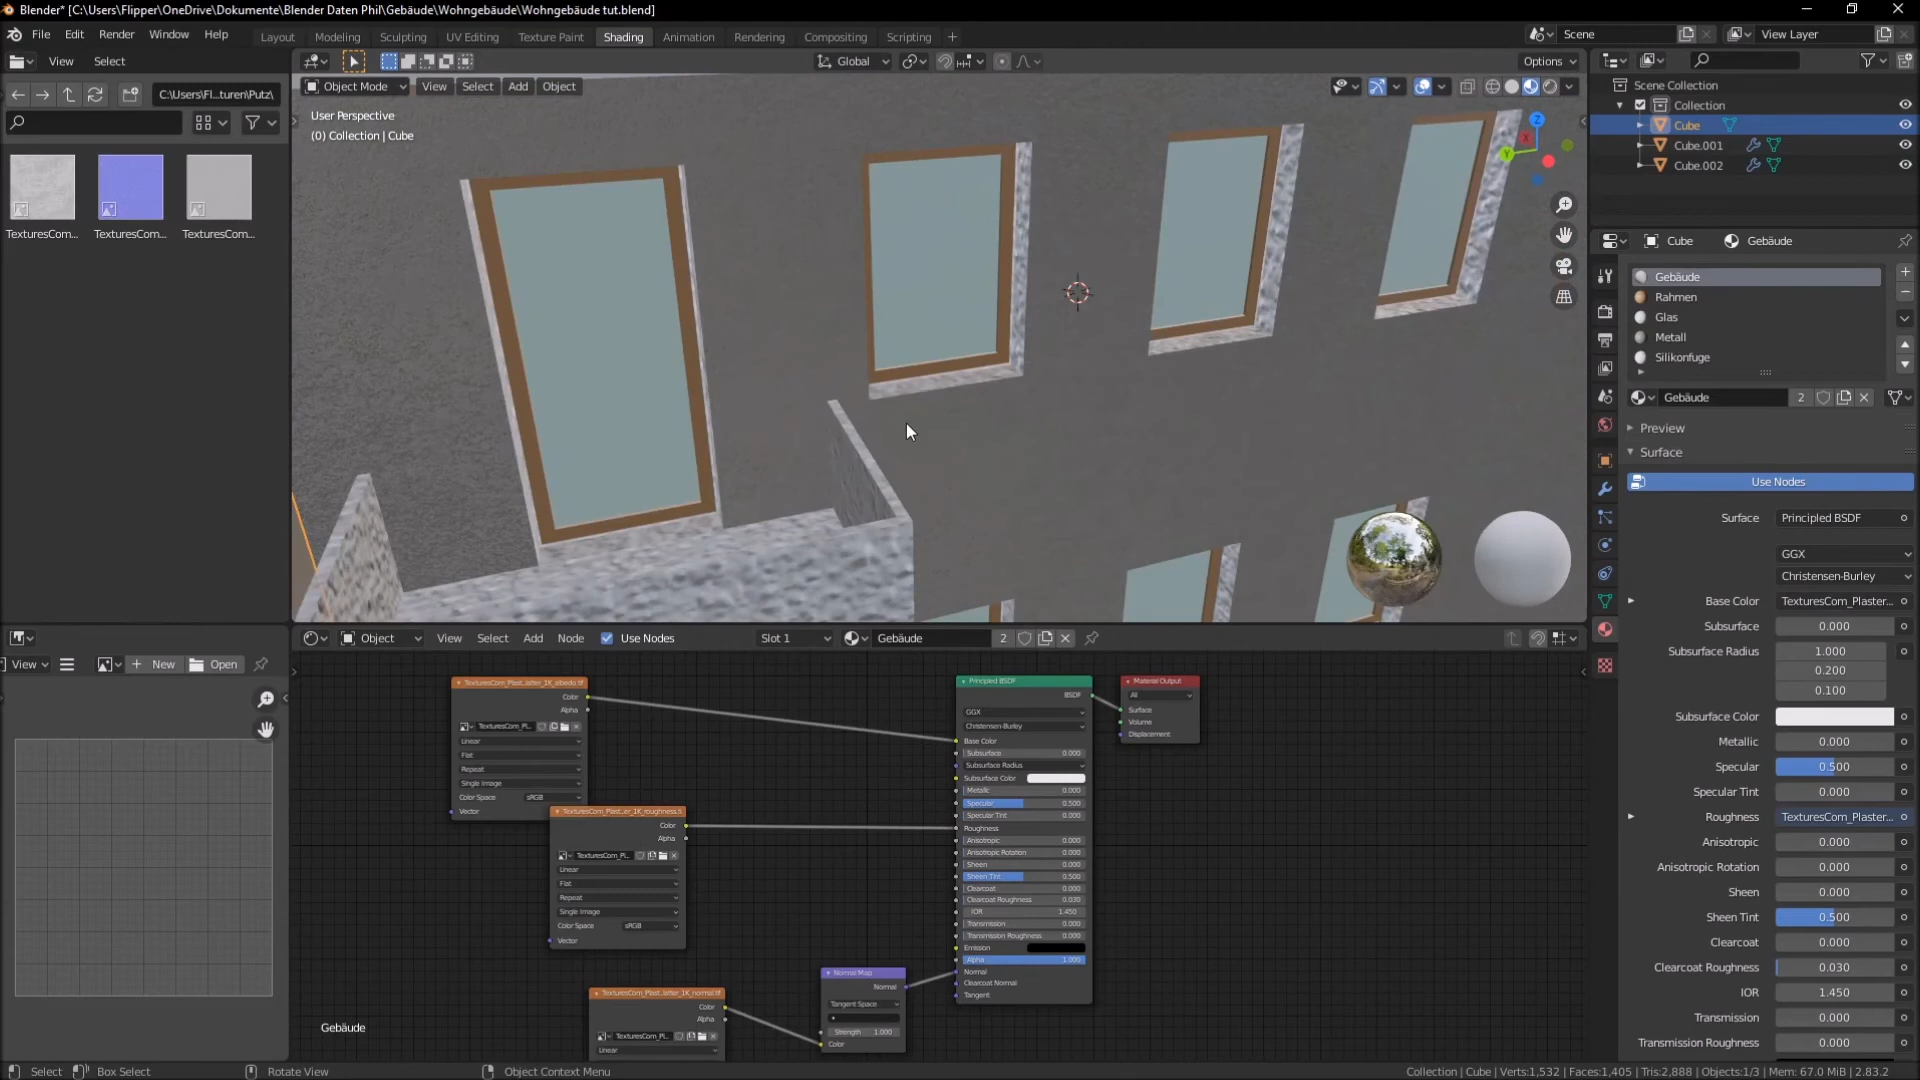 Blender* [C:\Users\Flipper\OneDrive\Dokumente\Blender Daten Phil\Gebäude\Wohngebäude\Wohngebäude tut.blend]
File Edit Render Window Help Layout Modeling Sculpting UV Editing Texture Paint Shading Animation Rendering Compositing Scripting + Scene View Layer
View Select Global Options
C:\Users\Fl...turen\Putz\ Object Mode View Select Add Object
User Perspective
(0) Collection | Cube
TexturesCom... TexturesCom... TexturesCom...
Scene Collection
Collection
Cube
Cube.001
Cube.002
Cube Gebäude
Gebäude
Rahmen
Glas
Metall
Silikonfuge
Gebäude 2
Preview
Surface
Use Nodes
Surface Principled BSDF
GGX
Christensen-Burley
Base Color TexturesCom_Plaster...
Subsurface 0.000
Subsurface Radius 1.000
0.200
0.100
Subsurface Color
Metallic 0.000
Specular 0.500
Specular Tint 0.000
Roughness TexturesCom_Plaster...
Anisotropic 0.000
Anisotropic Rotation 0.000
Sheen 0.000
Sheen Tint 0.500
Clearcoat 0.000
Clearcoat Roughness 0.030
IOR 1.450
Transmission 0.000
Transmission Roughness 0.000
X
Y
Z
Object View Select Add Node Use Nodes Slot 1 Gebäude 2
View New Open
TexturesCom_Plast...latter_1K_albedo.tif
Color
Alpha
TexturesCom_Pl...
Linear
Flat
Repeat
Single Image
Color Space sRGB
Vector
TexturesCom_Plast...er_1K_roughness.ti
Color
Alpha
TexturesCom_Pl...
Linear
Flat
Repeat
Single Image
Color Space sRGB
Vector
TexturesCom_Plast...latter_1K_normal.tif
Color
Alpha
TexturesCom_Pl...
Linear
Normal Map
Normal
Tangent Space
Strength 1.000
Color
Principled BSDF
BSDF
GGX
Christensen-Burley
Base Color
Subsurface 0.000
Subsurface Radius
Subsurface Color
Metallic 0.000
Specular 0.500
Specular Tint 0.000
Roughness
Anisotropic 0.000
Anisotropic Rotation 0.000
Sheen 0.000
Sheen Tint 0.500
Clearcoat 0.000
Clearcoat Roughness 0.030
IOR 1.450
Transmission 0.000
Transmission Roughness 0.000
Emission
Alpha 1.000
Normal
Clearcoat Normal
Tangent
Material Output
All
Surface
Volume
Displacement
Gebäude
Select Box Select Rotate View Object Context Menu Collection | Cube | Verts:1,532 | Faces:1,405 | Tris:2,888 | Objects:1/3 | Mem: 67.0 MiB | 2.83.2